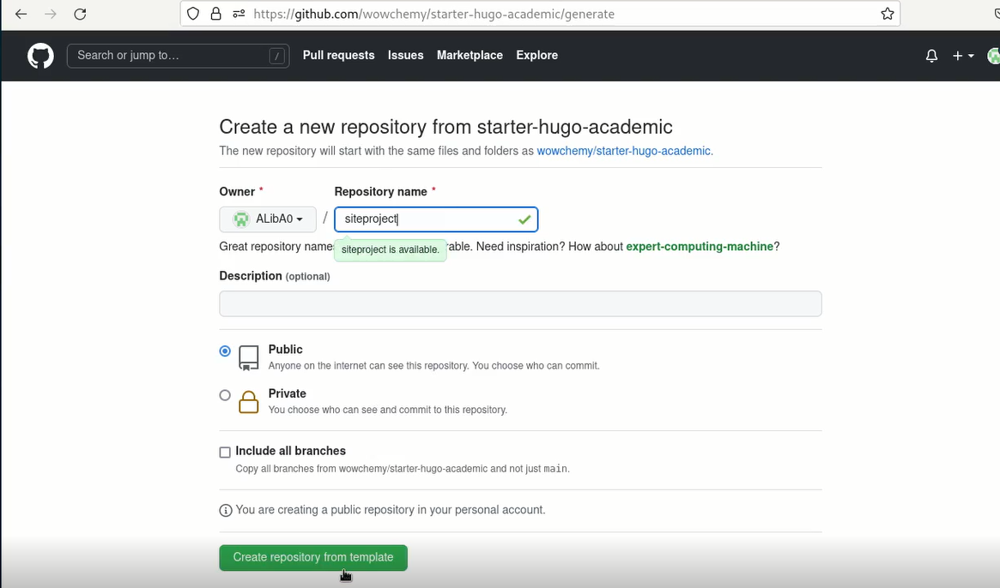 https://github.com/wowchemy/starter-hugo-academic/generate
Search or jump to…
/
Pull requests
Issues
Marketplace
Explore
Create a new repository from starter-hugo-academic
The new repository will start with the same files and folders as wowchemy/starter-hugo-academic.
Owner *
Repository name *
ALibA0
/
siteproject
Great repository name
siteproject is available.
rable. Need inspiration? How about expert-computing-machine?
Description (optional)
Public
Anyone on the internet can see this repository. You choose who can commit.
Private
You choose who can see and commit to this repository.
Include all branches
Copy all branches from wowchemy/starter-hugo-academic and not just main.
You are creating a public repository in your personal account.
Create repository from template